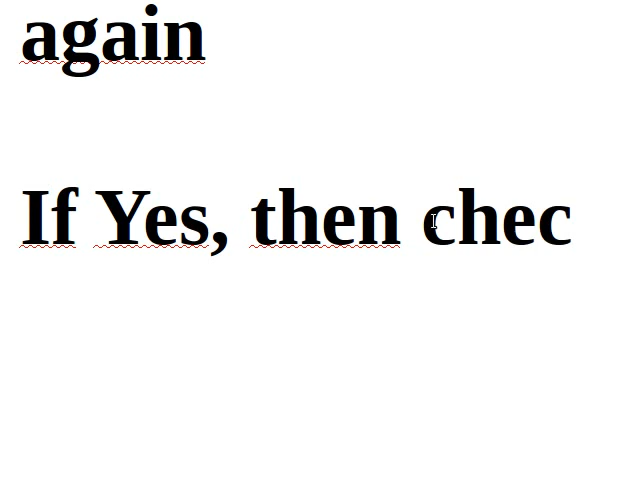 again
If Yes, then chec